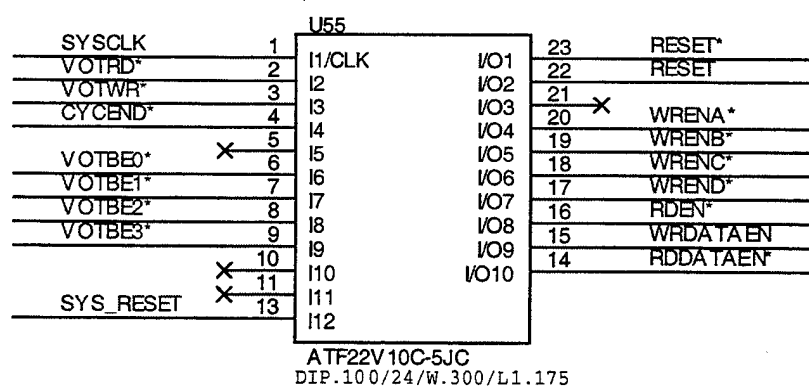 U55
SYSCLK 1 I1/CLK I/O1 23 RESET*
VOTRD* 2 I2 I/O2 22 RESET
VOTWR* 3 I3 I/O3 21
CYCEND* 4 I4 I/O4 20 WRENA*
5 I5 I/O5 19 WRENB*
VOTBE0* 6 I6 I/O6 18 WRENC*
VOTBE1* 7 I7 I/O7 17 WREND*
VOTBE2* 8 I8 I/O8 16 RDEN*
VOTBE3* 9 I9 I/O9 15 WRDATAEN
10 I10 I/O10 14 RDDATAEN*
11 I11
SYS_RESET 13 I12
ATF22V10C-5JC
DIP.100/24/W.300/L1.175